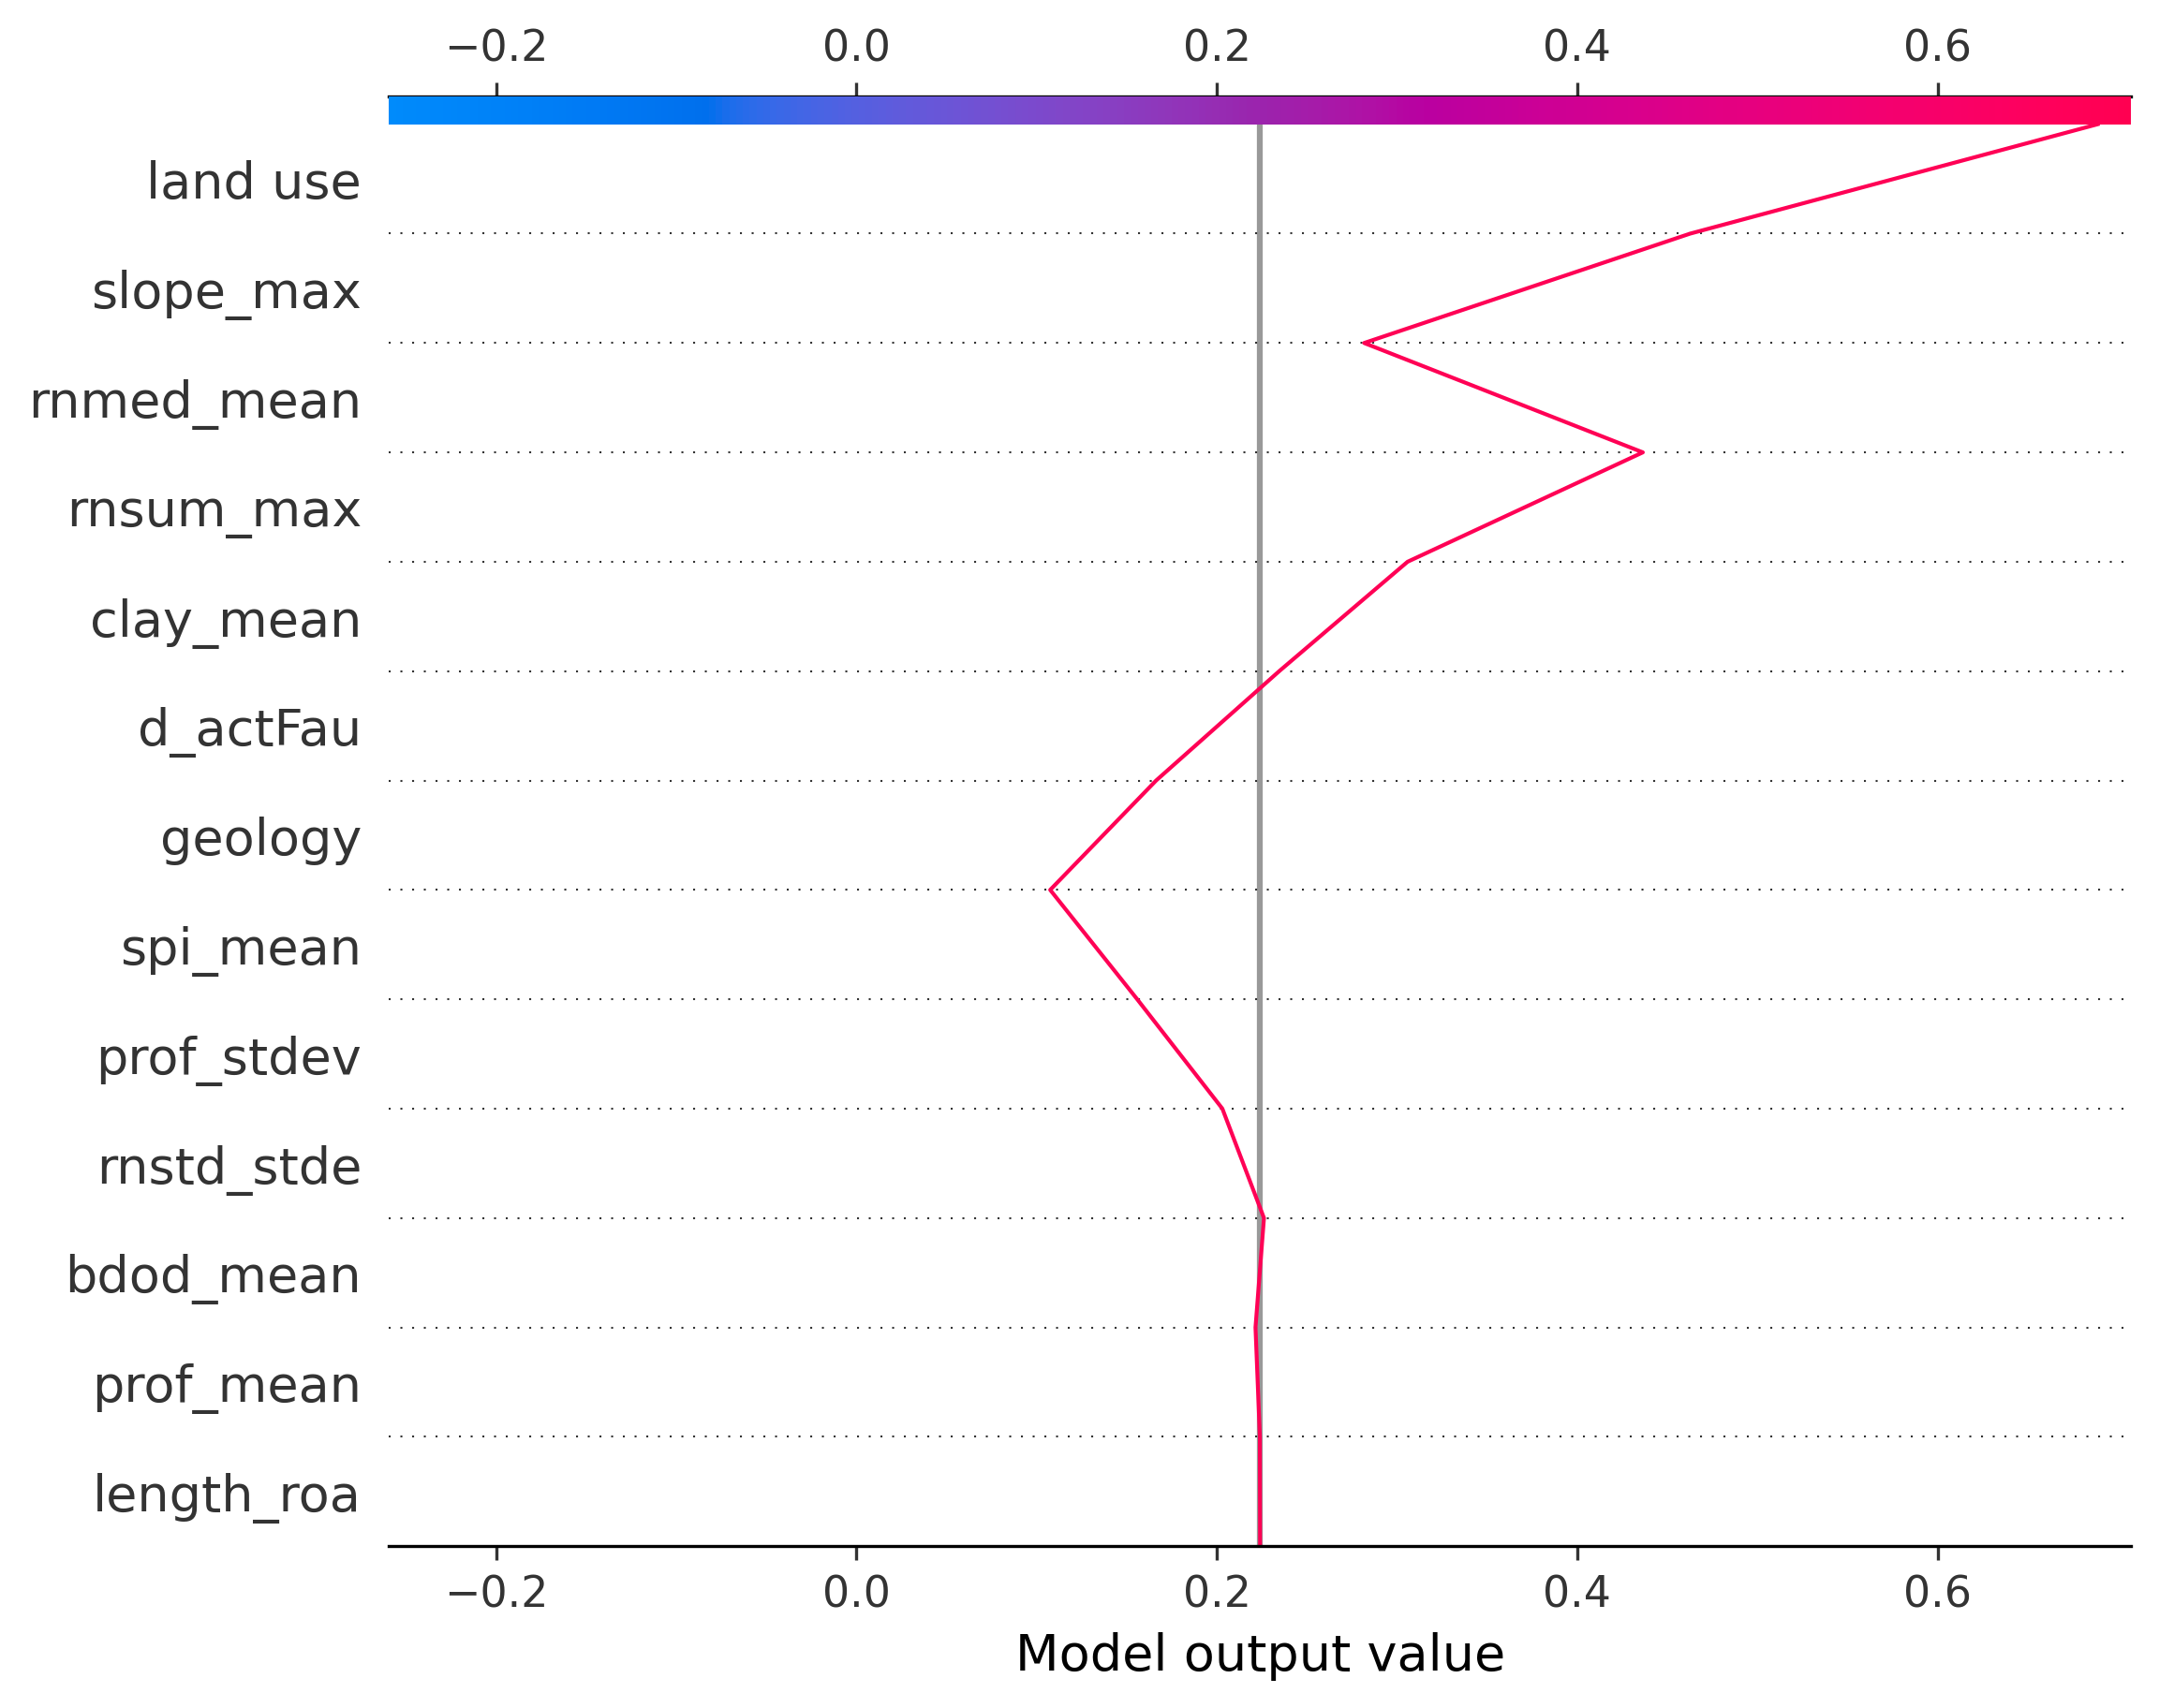 −0.2 0.0 0.2 0.4 0.6
land use
slope_max
rnmed_mean
rnsum_max
clay_mean
d_actFau
geology
spi_mean
prof_stdev
rnstd_stde
bdod_mean
prof_mean
length_roa
−0.2 0.0 0.2 0.4 0.6
Model output value